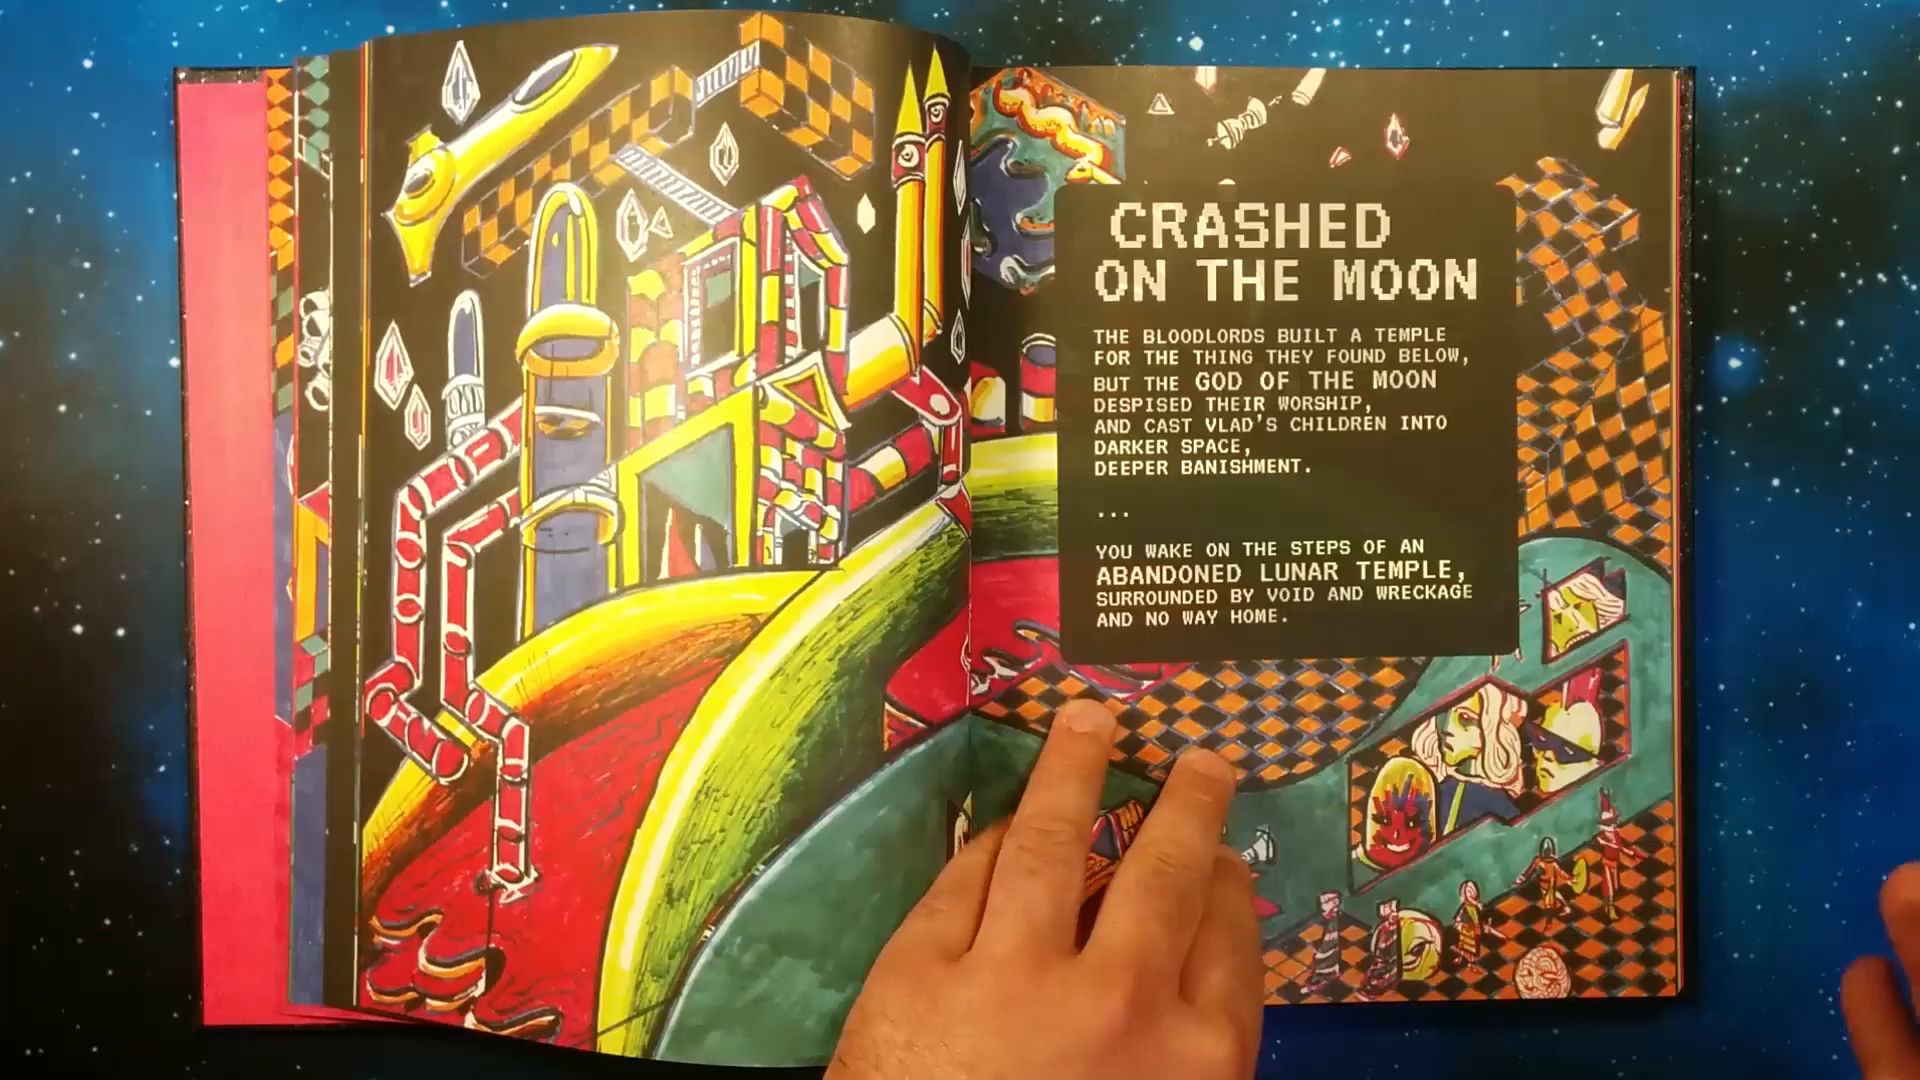 CRASHED
ON THE MOON
THE BLOODLORDS BUILT A TEMPLE
FOR THE THING THEY FOUND BELOW,
BUT THE GOD OF THE MOON
DESPISED THEIR WORSHIP,
AND CAST VLAD'S CHILDREN INTO
DARKER SPACE,
DEEPER BANISHMENT.
...
YOU WAKE ON THE STEPS OF AN
ABANDONED LUNAR TEMPLE,
SURROUNDED BY VOID AND WRECKAGE
AND NO WAY HOME.